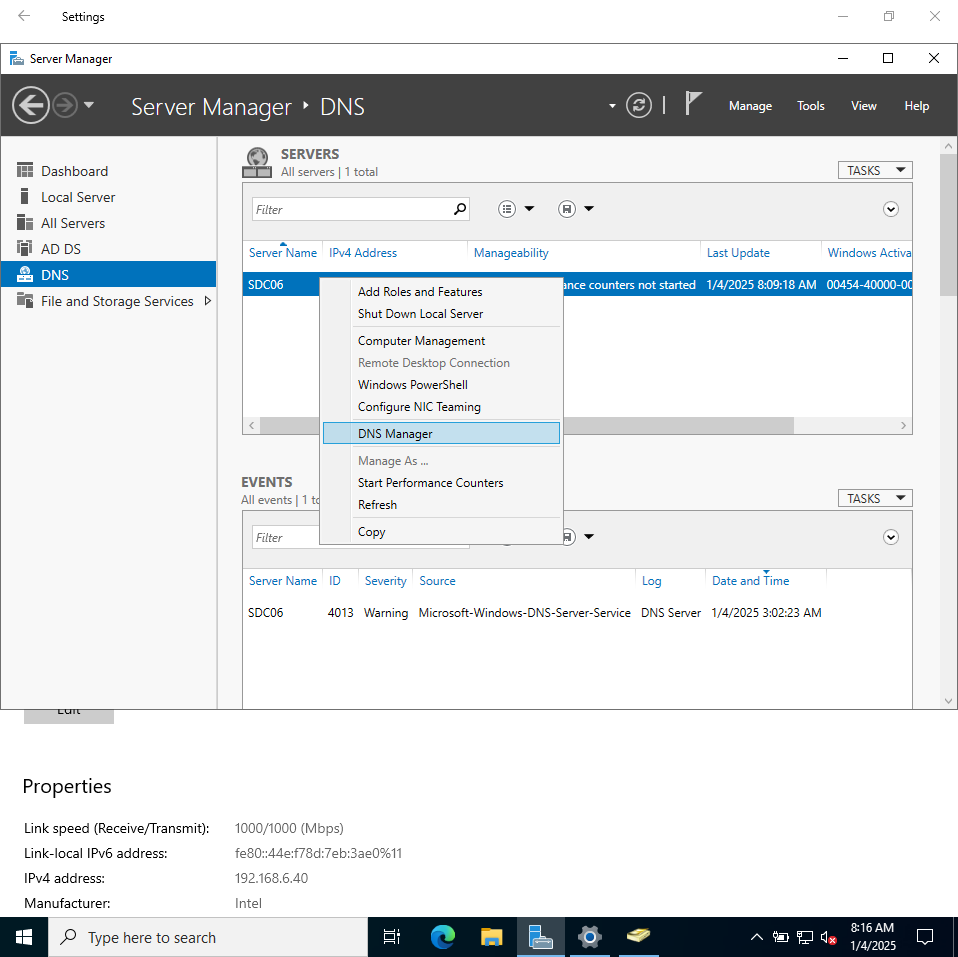 Settings
Server Manager
Server Manager DNS
Manage Tools View Help
Dashboard
Local Server
All Servers
AD DS
DNS
File and Storage Services
SERVERS
All servers | 1 total
TASKS
Filter
Server Name IPv4 Address Manageability Last Update Windows Activa
SDC06 ance counters not started 1/4/2025 8:09:18 AM 00454-40000-00
Add Roles and Features
Shut Down Local Server
Computer Management
Remote Desktop Connection
Windows PowerShell
Configure NIC Teaming
DNS Manager
Manage As ...
Start Performance Counters
Refresh
Copy
EVENTS
All events | 1 to
TASKS
Filter
Server Name ID Severity Source Log Date and Time
SDC06 4013 Warning Microsoft-Windows-DNS-Server-Service DNS Server 1/4/2025 3:02:23 AM
Edit
Properties
Link speed (Receive/Transmit): 1000/1000 (Mbps)
Link-local IPv6 address: fe80::44e:f78d:7eb:3ae0%11
IPv4 address: 192.168.6.40
Manufacturer: Intel
Type here to search
8:16 AM
1/4/2025